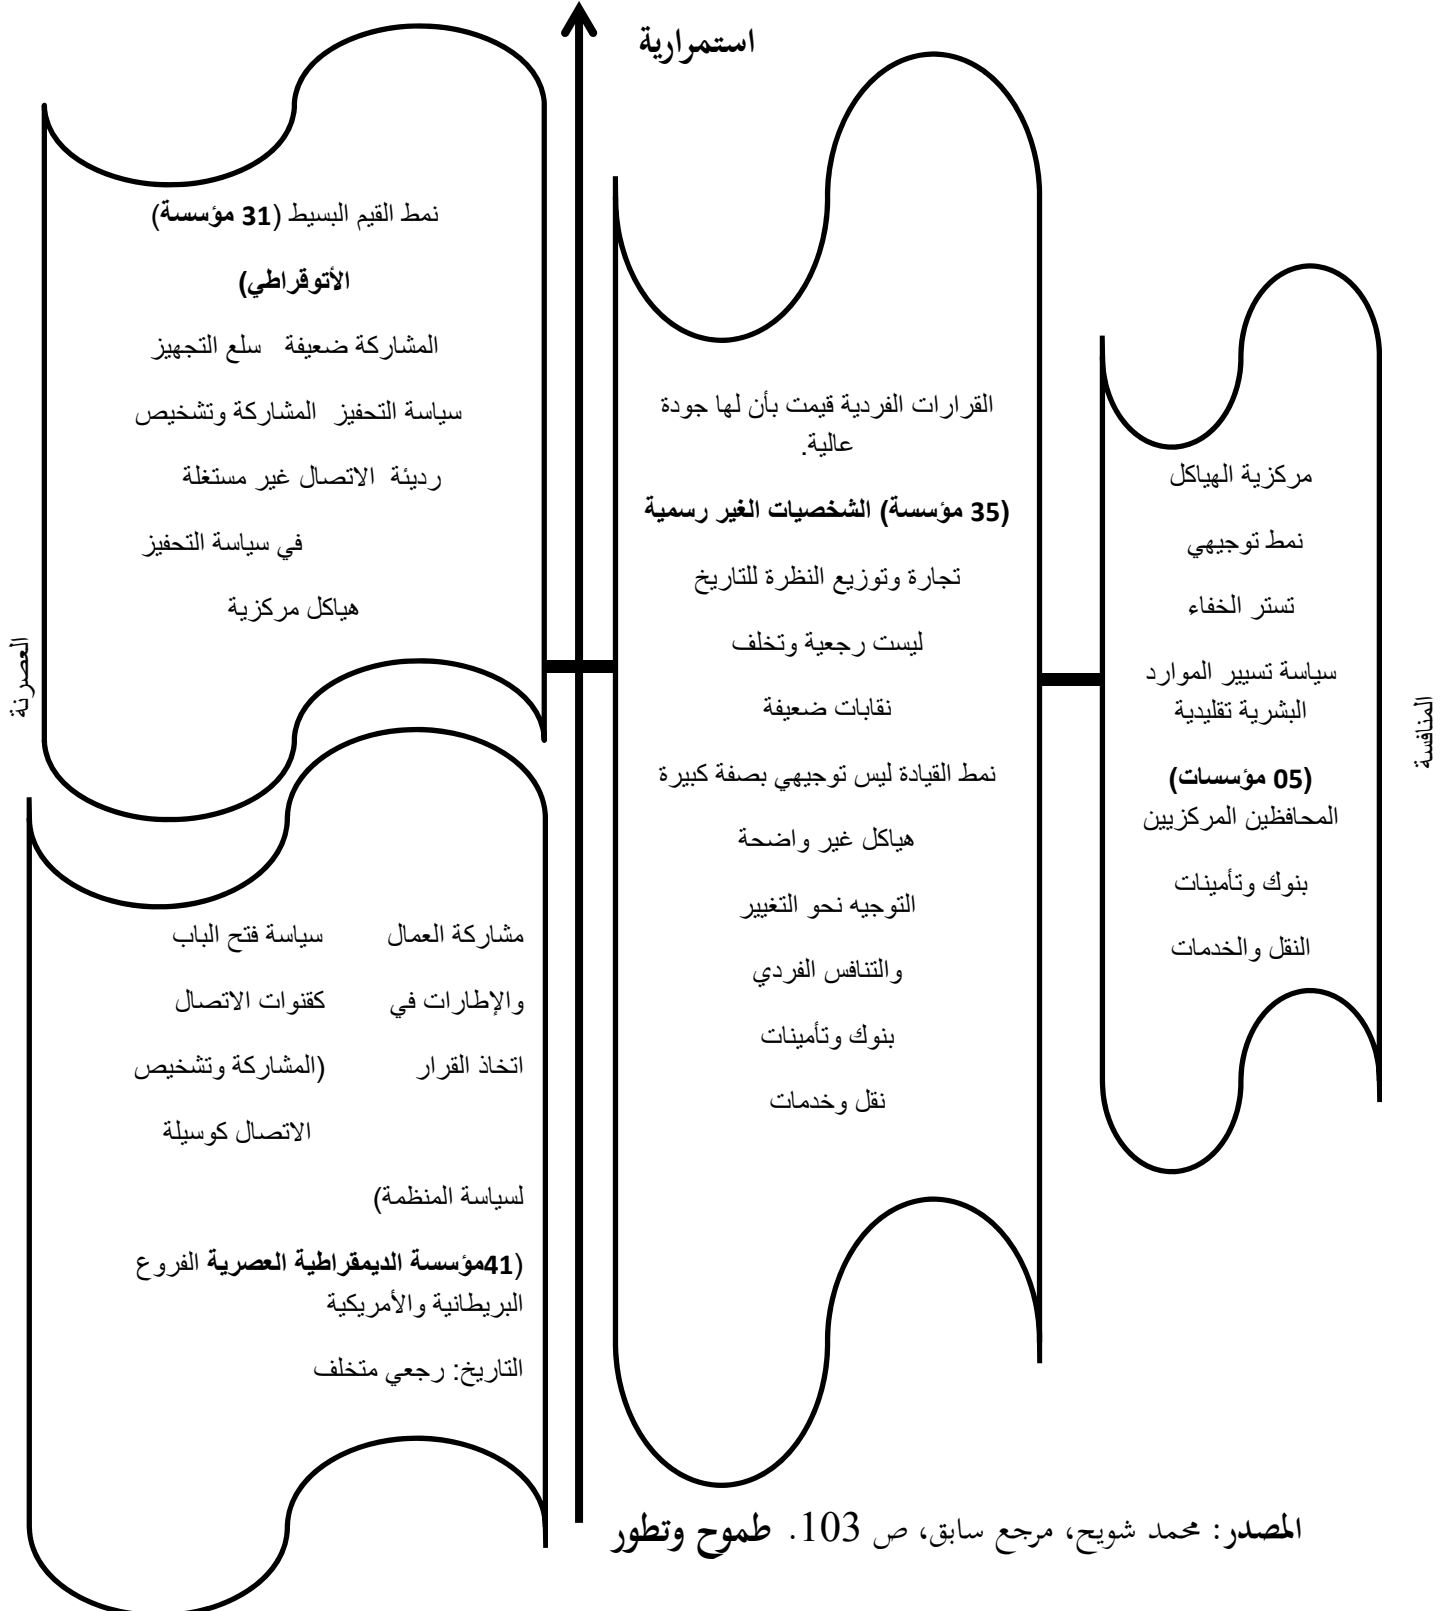 استمرارية
نمط القيم البسيط (31 مؤسسة)
الأتوقراطي)
المشاركة ضعيفة سلع التجهيز
سياسة التحفيز المشاركة وتشخيص
رديئة الاتصال غير مستغلة
في سياسة التحفيز
هياكل مركزية
العصرنة
القرارات الفردية قيمت بأن لها جودة
عالية.
(35 مؤسسة) الشخصيات الغير رسمية
تجارة وتوزيع النظرة للتاريخ
ليست رجعية وتخلف
نقابات ضعيفة
نمط القيادة ليس توجيهي بصفة كبيرة
هياكل غير واضحة
التوجيه نحو التغيير
والتنافس الفردي
بنوك وتأمينات
نقل وخدمات
مركزية الهياكل
نمط توجيهي
تستر الخفاء
سياسة تسيير الموارد
البشرية تقليدية
(05 مؤسسات)
المحافظين المركزيين
بنوك وتأمينات
النقل والخدمات
المنافسة
مشاركة العمال سياسة فتح الباب
والإطارات في كقنوات الاتصال
اتخاذ القرار (المشاركة وتشخيص
الاتصال كوسيلة
لسياسة المنظمة)
(41مؤسسة الديمقراطية العصرية الفروع
البريطانية والأمريكية
التاريخ: رجعي متخلف
المصدر: محمد شويح، مرجع سابق، ص 103. طموح وتطور